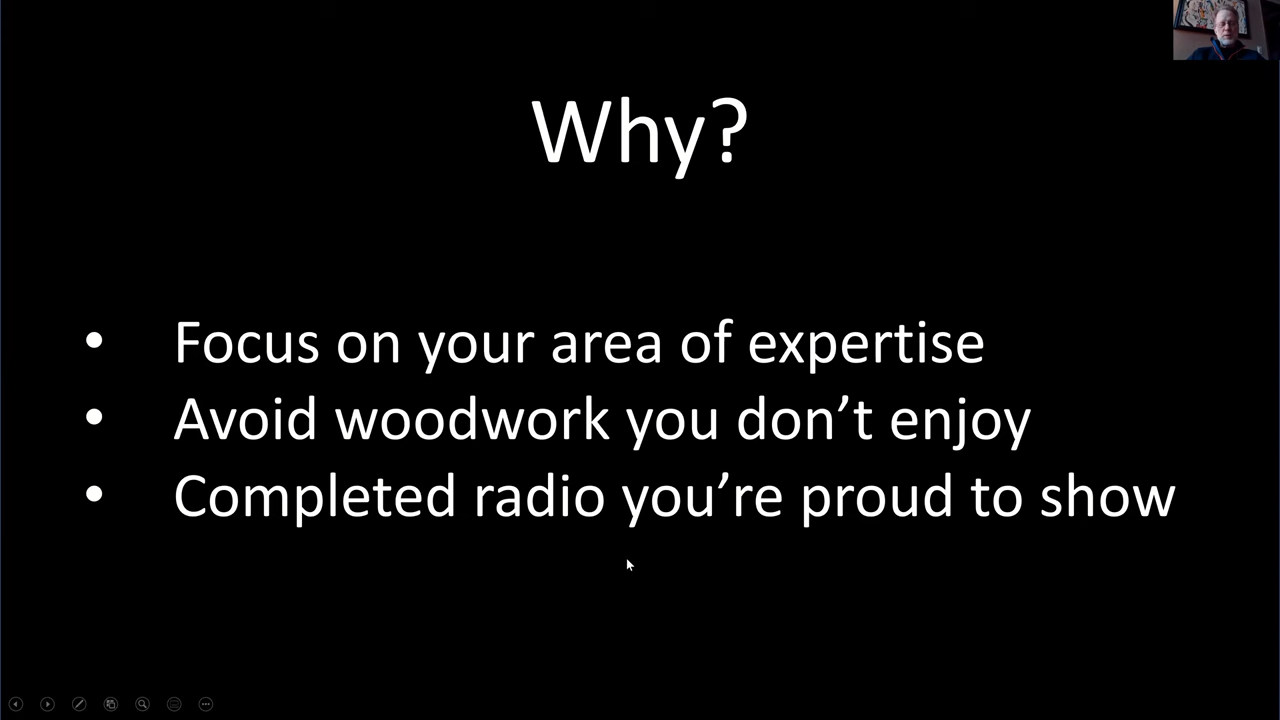 Why?
• Focus on your area of expertise
• Avoid woodwork you don’t enjoy
• Completed radio you’re proud to show